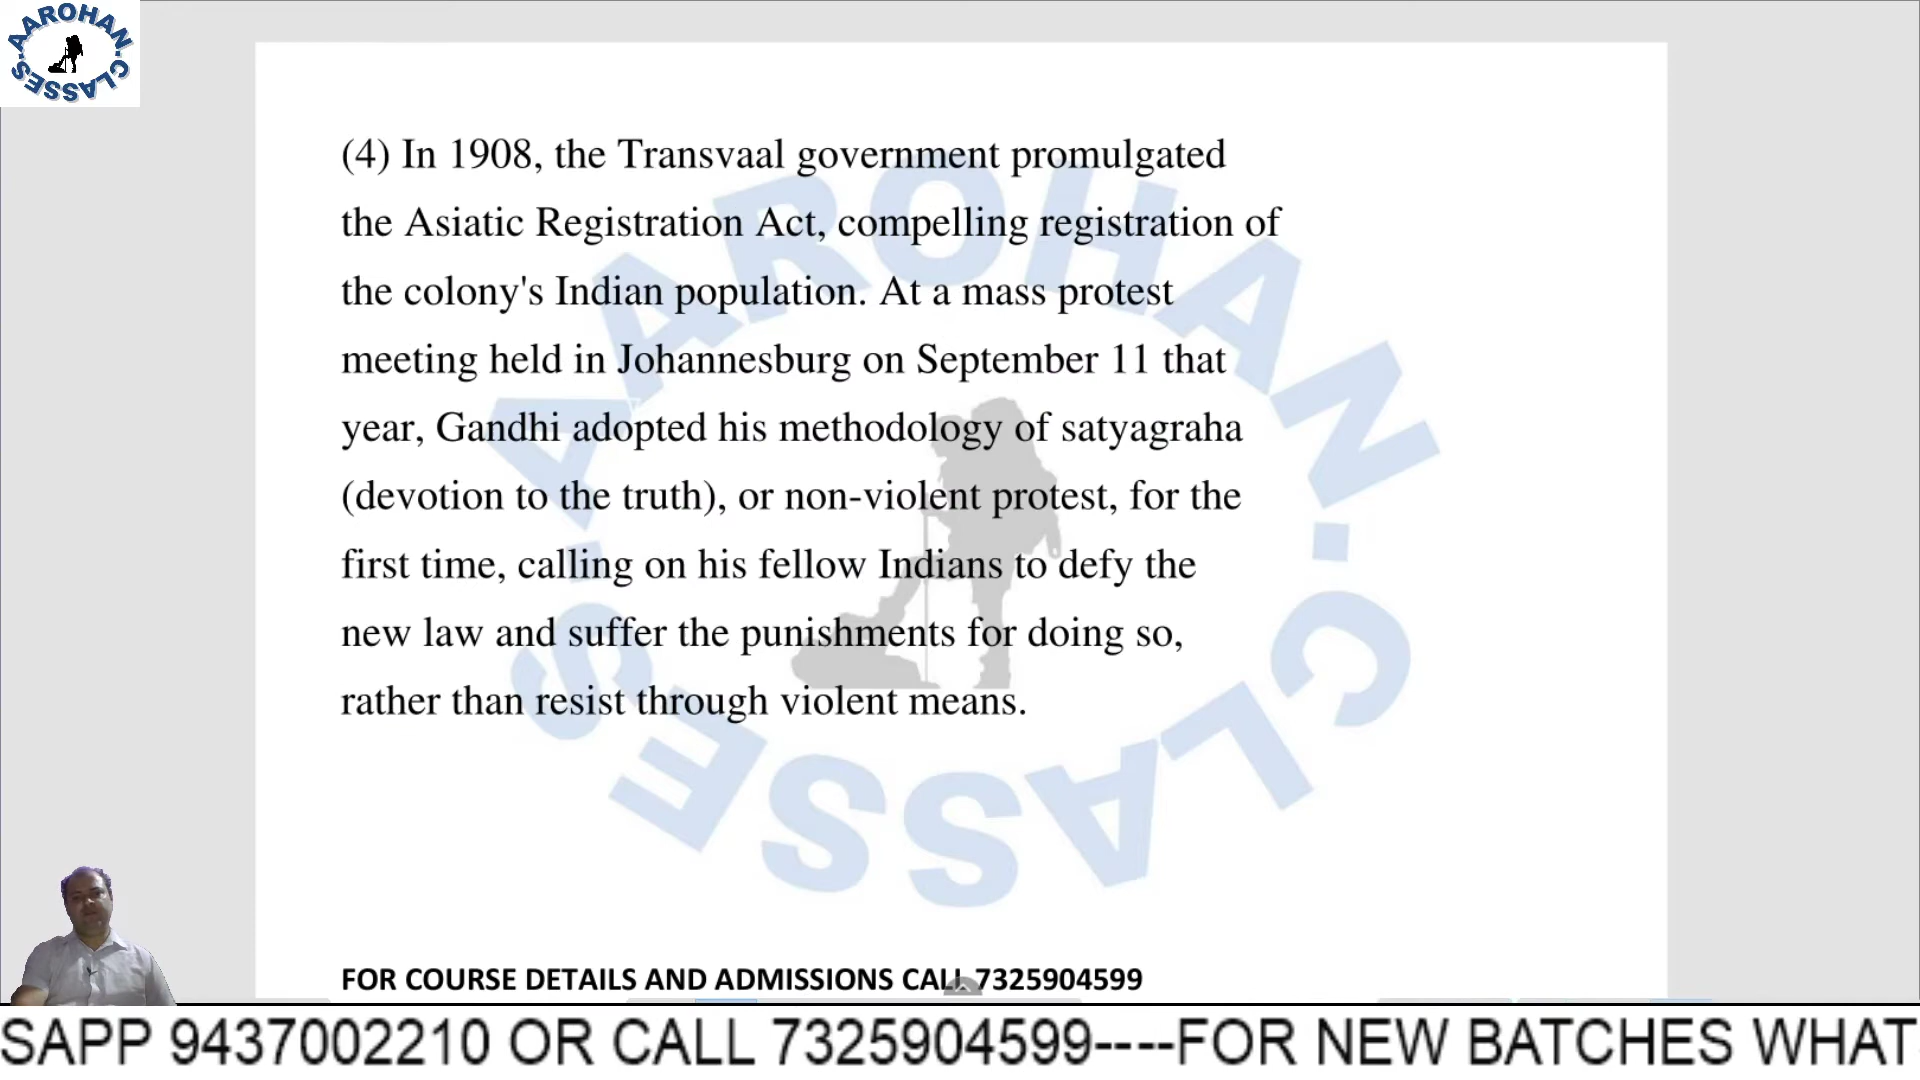 AAROHAN.CLASSES.
(4) In 1908, the Transvaal government promulgated
the Asiatic Registration Act, compelling registration of
the colony's Indian population. At a mass protest
meeting held in Johannesburg on September 11 that
year, Gandhi adopted his methodology of satyagraha
(devotion to the truth), or non-violent protest, for the
first time, calling on his fellow Indians to defy the
new law and suffer the punishments for doing so,
rather than resist through violent means.
AAROHAN.CLASSES.
FOR COURSE DETAILS AND ADMISSIONS CALL 7325904599
SAPP 9437002210 OR CALL 7325904599----FOR NEW BATCHES WHAT